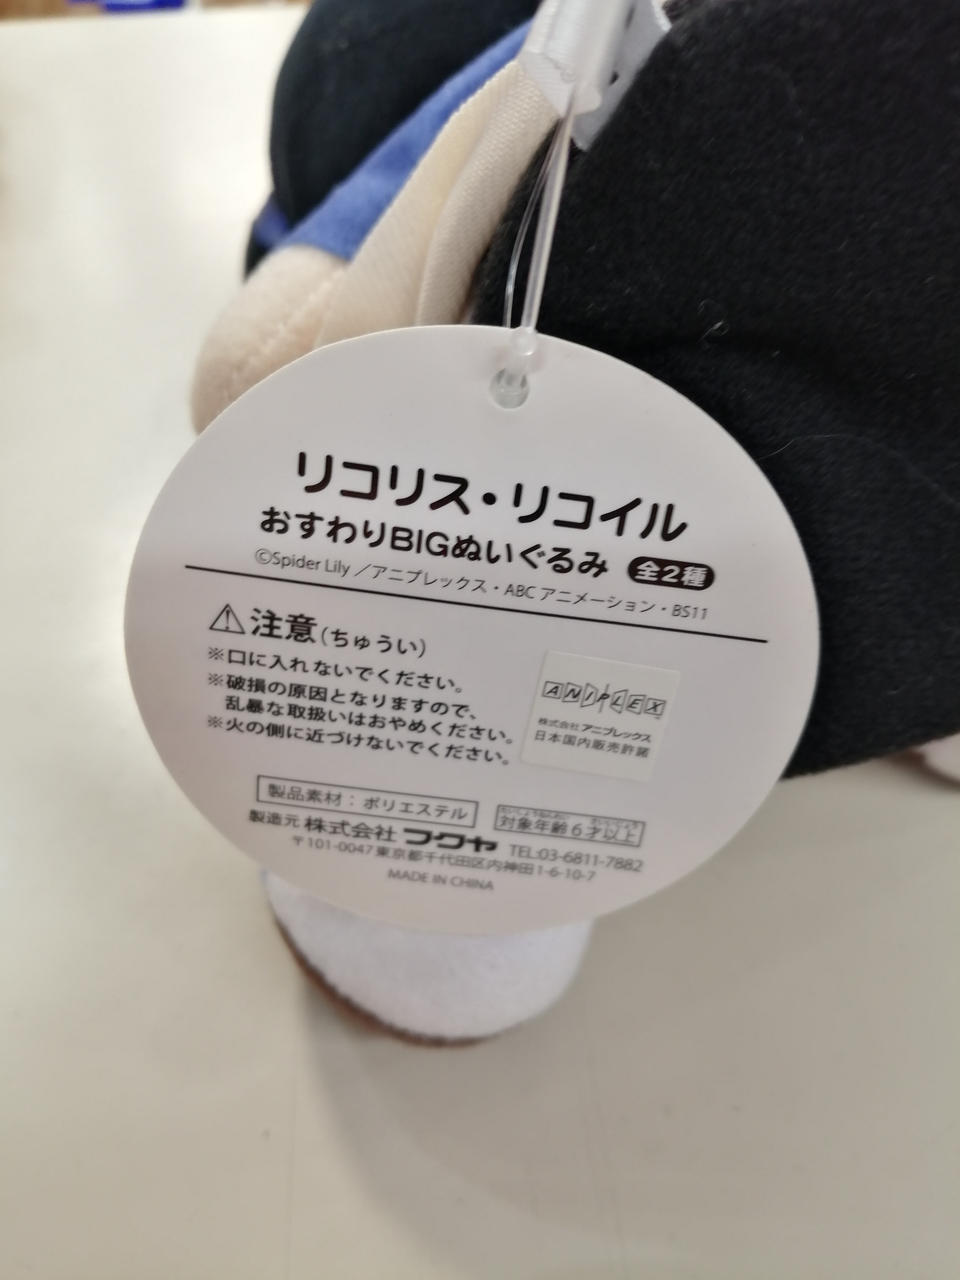 リコリス・リコイル
おすわりBIGぬいぐるみ 全2種
©Spider Lily／アニプレックス・ABCアニメーション・BS11
⚠注意(ちゅうい)
※口に入れないでください。
※破損の原因となりますので、
乱暴な取扱いはおやめください。
※火の側に近づけないでください。
ANIPLEX
株式会社アニプレックス
日本国内販売許諾
製品素材：ポリエステル
対象年齢6才以上
製造元 株式会社フクヤ TEL:03-6811-7882
〒101-0047東京都千代田区内神田1-6-10-7
MADE IN CHINA